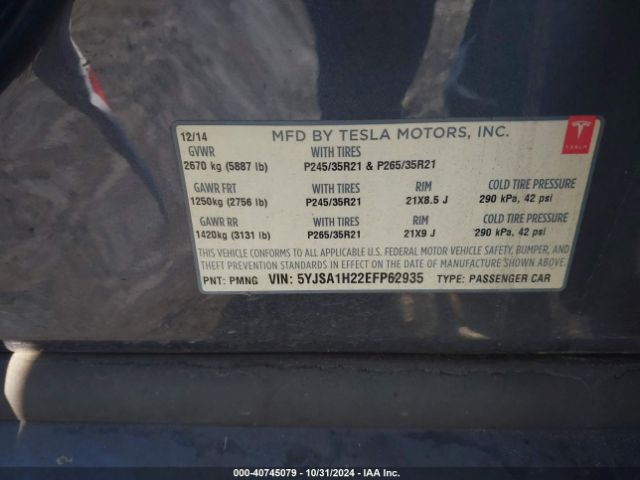 12/14 MFD BY TESLA MOTORS, INC.
TESLA
GVWR WITH TIRES
2670 kg (5887 lb) P245/35R21 & P265/35R21
GAWR FRT WITH TIRES RIM COLD TIRE PRESSURE
1250kg (2756 lb) P245/35R21 21X8.5 J 290 kPa, 42 psi
GAWR RR WITH TIRES RIM COLD TIRE PRESSURE
1420kg (3131 lb) P265/35R21 21X9 J 290 kPa, 42 psi
THIS VEHICLE CONFORMS TO ALL APPLICABLE U.S. FEDERAL MOTOR VEHICLE SAFETY, BUMPER, AND
THEFT PREVENTION STANDARDS IN EFFECT ON THE DATE OF MANUFACTURE SHOWN ABOVE.
PNT: PMNG VIN: 5YJSA1H22EFP62935 TYPE: PASSENGER CAR
000-40745079 - 10/31/2024 - IAA Inc.